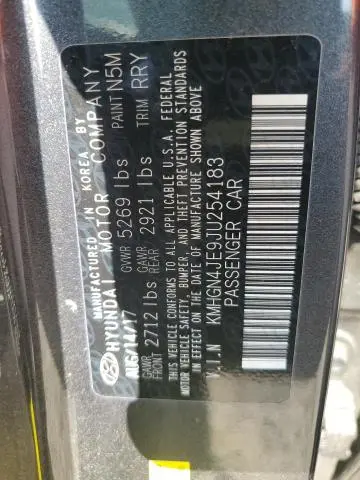 MANUFACTURED IN KOREA BY
HYUNDAI MOTOR COMPANY
AUG/14/17 GVWR 5269 lbs PAINT N5M
GAWR FRONT 2712 lbs GAWR REAR 2921 lbs TRIM RRY
THIS VEHICLE CONFORMS TO ALL APPLICABLE U.S.A. FEDERAL
MOTOR VEHICLE SAFETY, BUMPER, AND THEFT PREVENTION STANDARDS
IN EFFECT ON THE DATE OF MANUFACTURE SHOWN ABOVE
V.I.N KMHGN4JE9JU254183
PASSENGER CAR